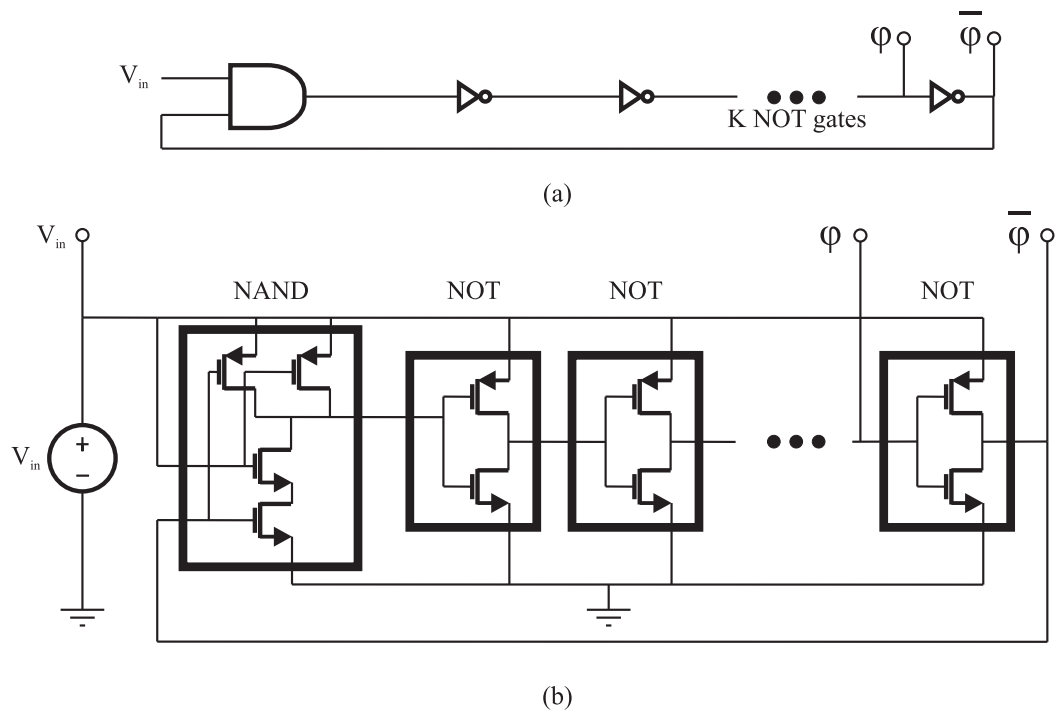 φ φ̅
V_in
K NOT gates
(a)
V_in φ φ̅
NAND NOT NOT NOT
V_in + −
(b)